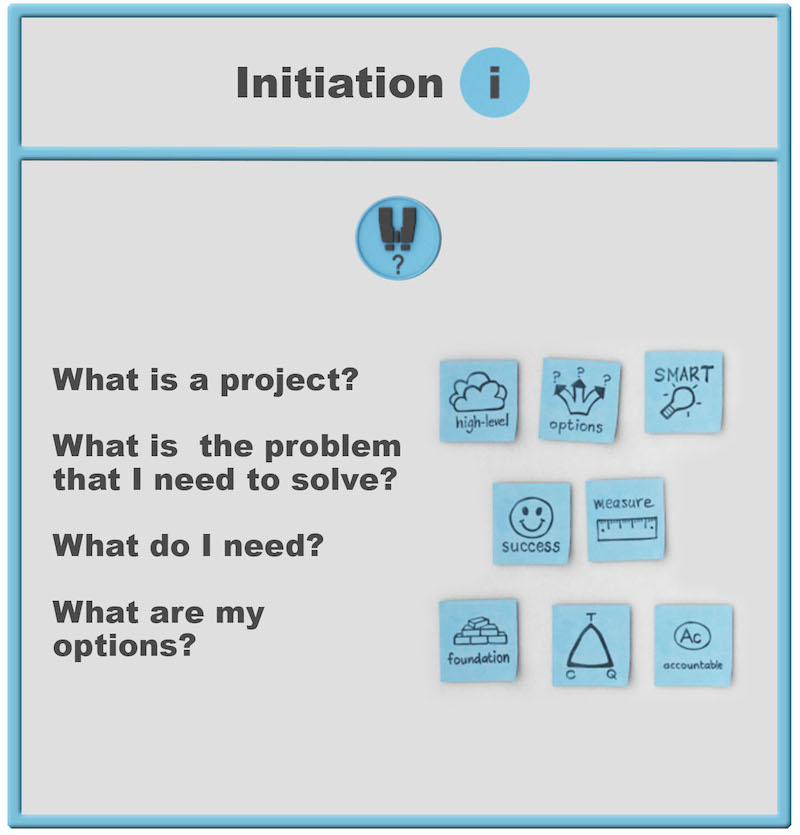 Initiation i
?
What is a project?
What is the problem
that I need to solve?
What do I need?
What are my
options?
high-level
? ? ?
options
SMART
success
measure
foundation
T
C Q
Ac
accountable